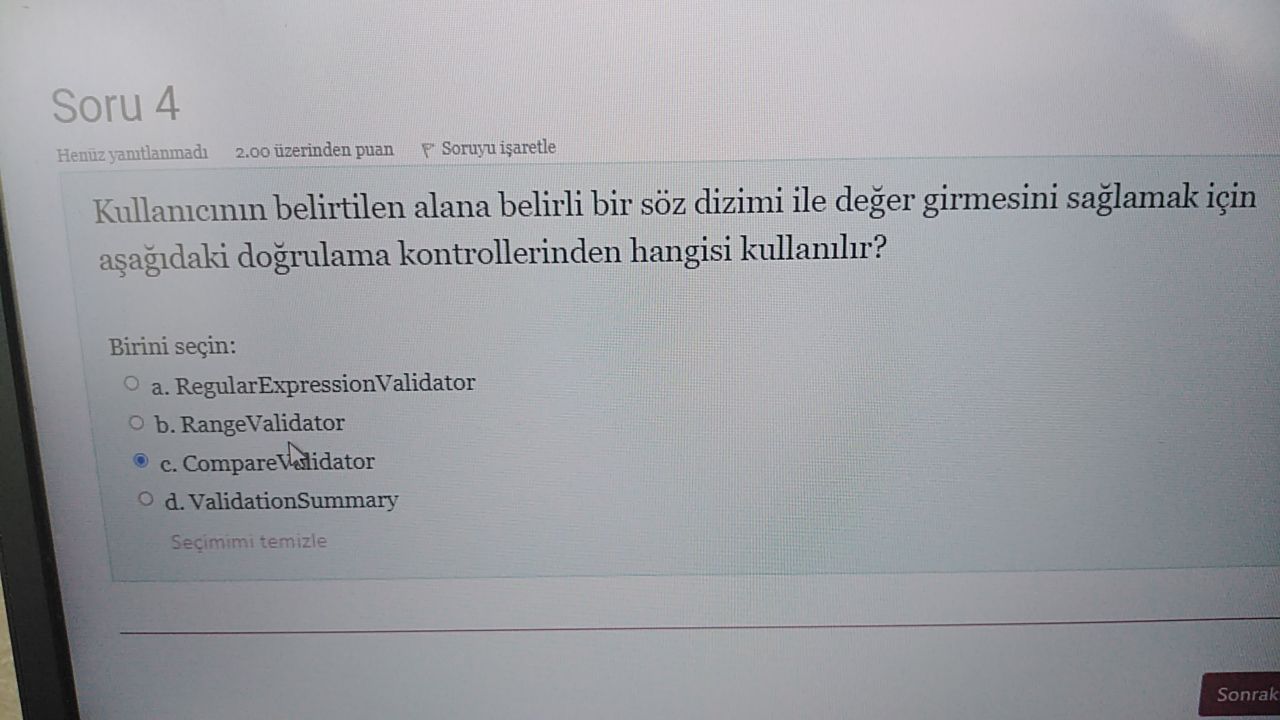 Soru 4
Henüz yanıtlanmadı 2.00 üzerinden puan Soruyu işaretle
Kullanıcının belirtilen alana belirli bir söz dizimi ile değer girmesini sağlamak için
aşağıdaki doğrulama kontrollerinden hangisi kullanılır?
Birini seçin:
a. RegularExpressionValidator
b. RangeValidator
c. CompareValidator
d. ValidationSummary
Seçimimi temizle
Sonrak